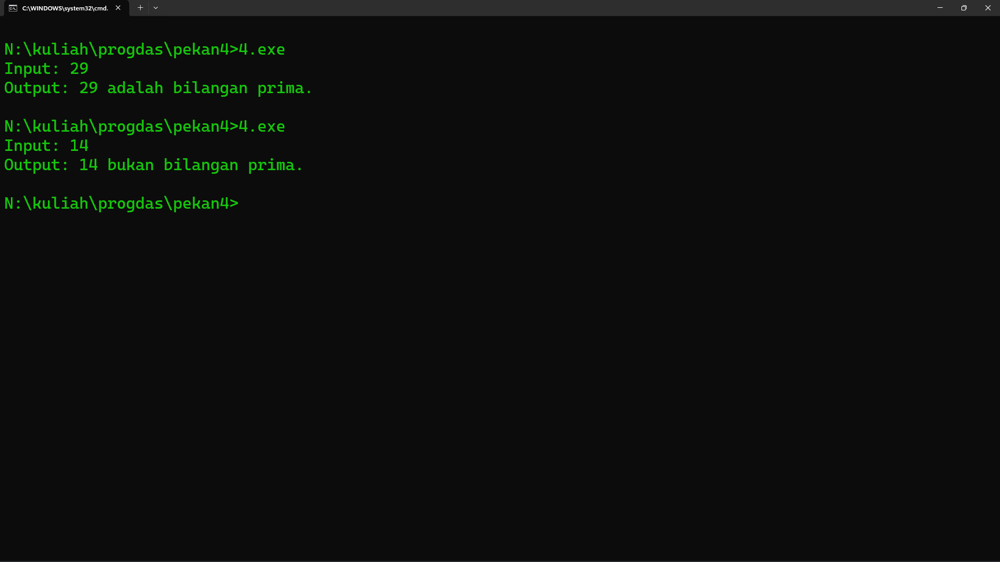 C:\WINDOWS\system32\cmd.
N:\kuliah\progdas\pekan4>4.exe
Input: 29
Output: 29 adalah bilangan prima.
N:\kuliah\progdas\pekan4>4.exe
Input: 14
Output: 14 bukan bilangan prima.
N:\kuliah\progdas\pekan4>